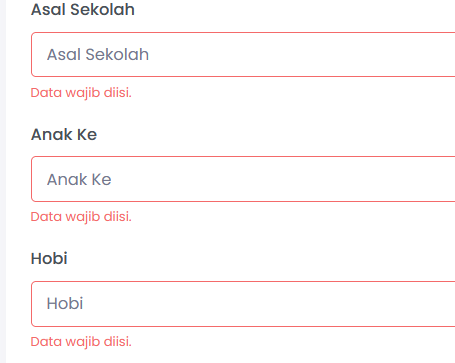 Asal Sekolah
Asal Sekolah
Data wajib diisi.
Anak Ke
Anak Ke
Data wajib diisi.
Hobi
Hobi
Data wajib diisi.